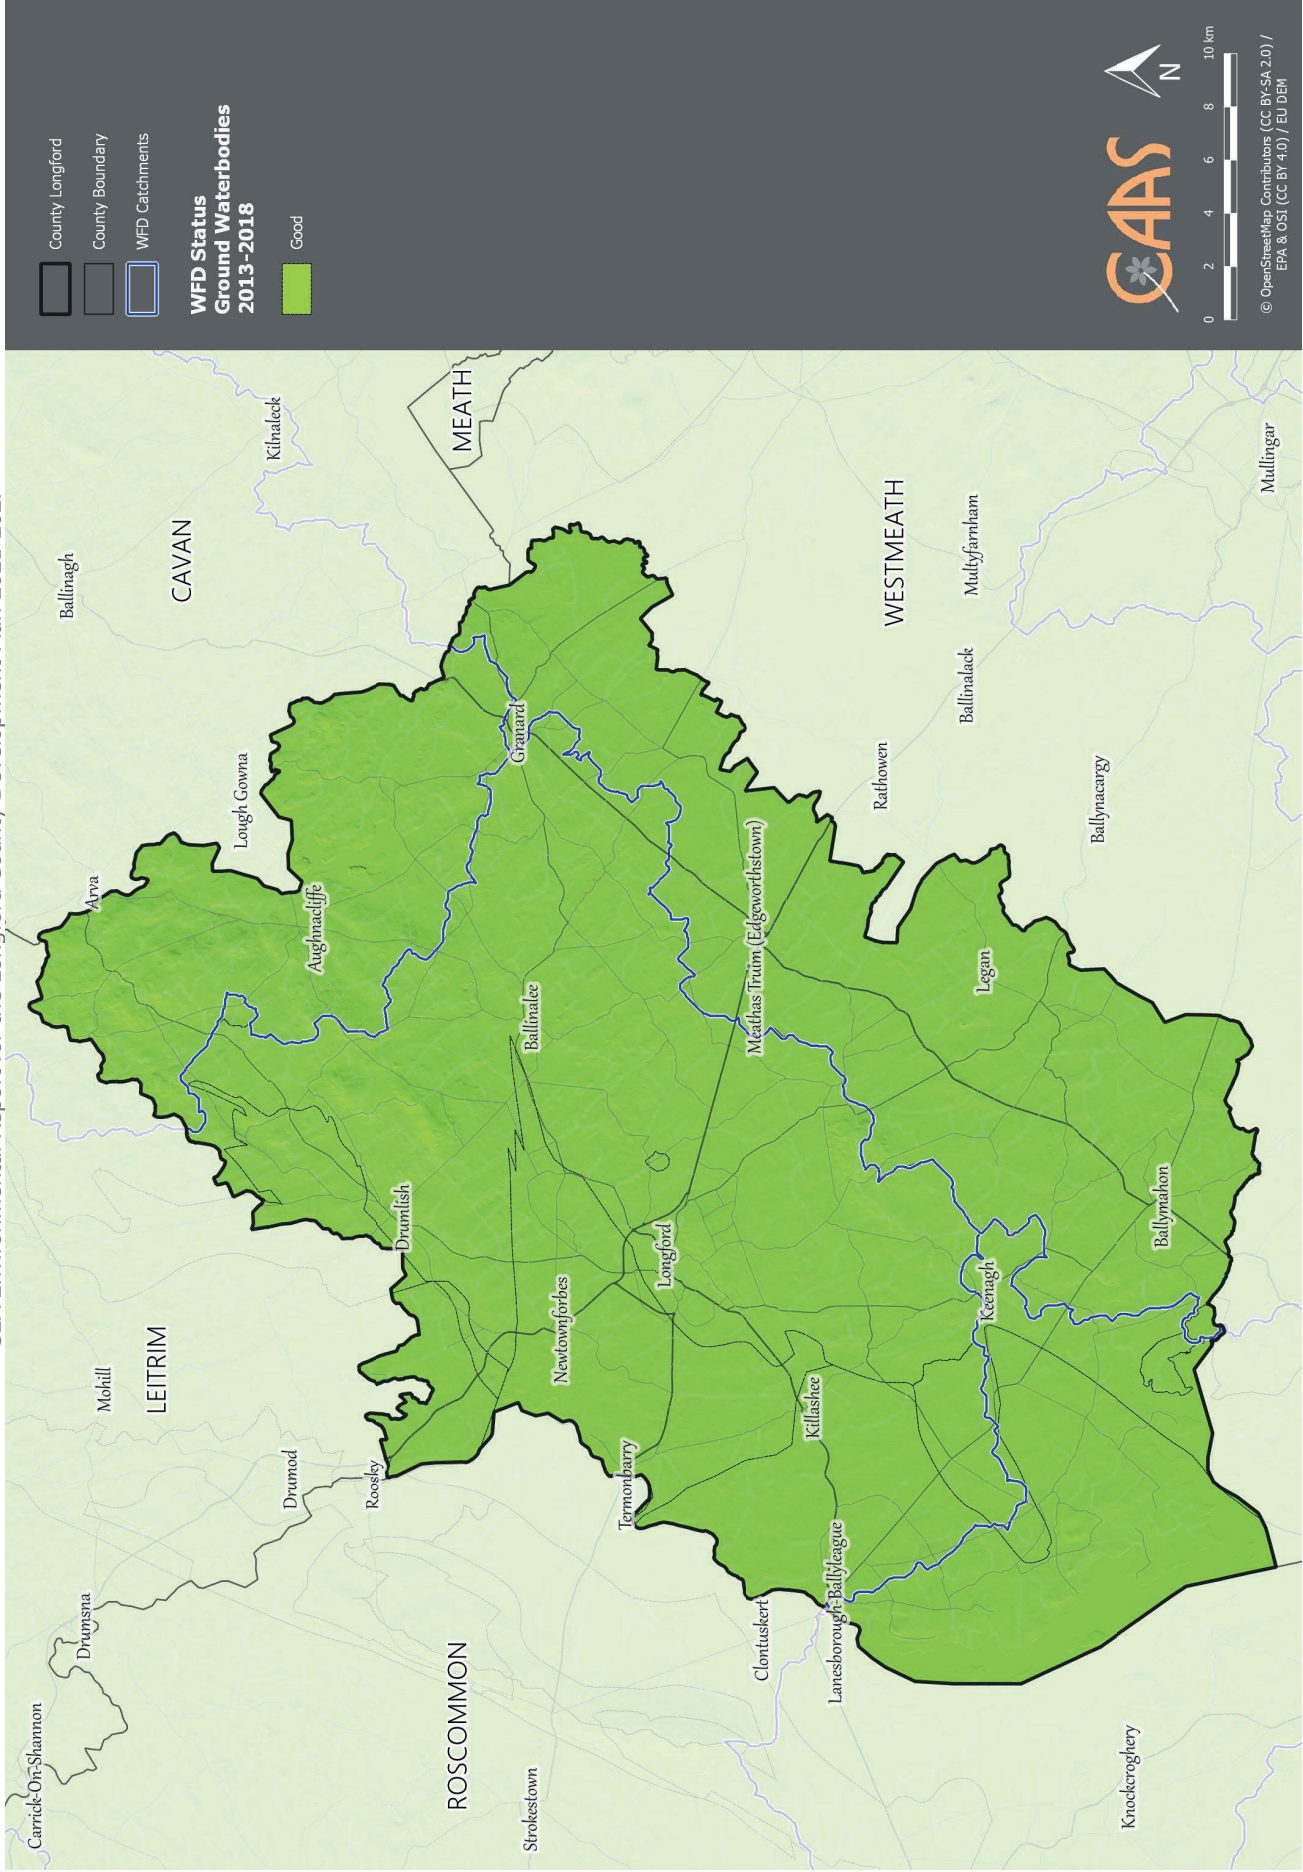 Carrick-On-Shannon
Drumsna
Mohill
Arva
Ballinagh
LEITRIM
CAVAN
Lough Gowna
Kilnaleck
Drumod
Aughnacliffe
Roosky
Drumlish
ROSCOMMON
MEATH
Strokestown
Ballinalee
Granard
Newtownforbes
Termonbarry
Longford
Clontuskert
Meathas Truim (Edgeworthstown)
Killashee
Lanesborough-Ballyleague
Rathowen
WESTMEATH
Multyfarnham
Ballinalack
Legan
Keenagh
Ballynacargy
Knockcroghery
Ballymahon
Mullingar
County Longford
County Boundary
WFD Catchments
WFD Status
Ground Waterbodies
2013-2018
Good
CAAS
N
0 2 4 6 8 10 km
© OpenStreetMap Contributors (CC BY-SA 2.0) /
EPA & OSI (CC BY 4.0) / EU DEM